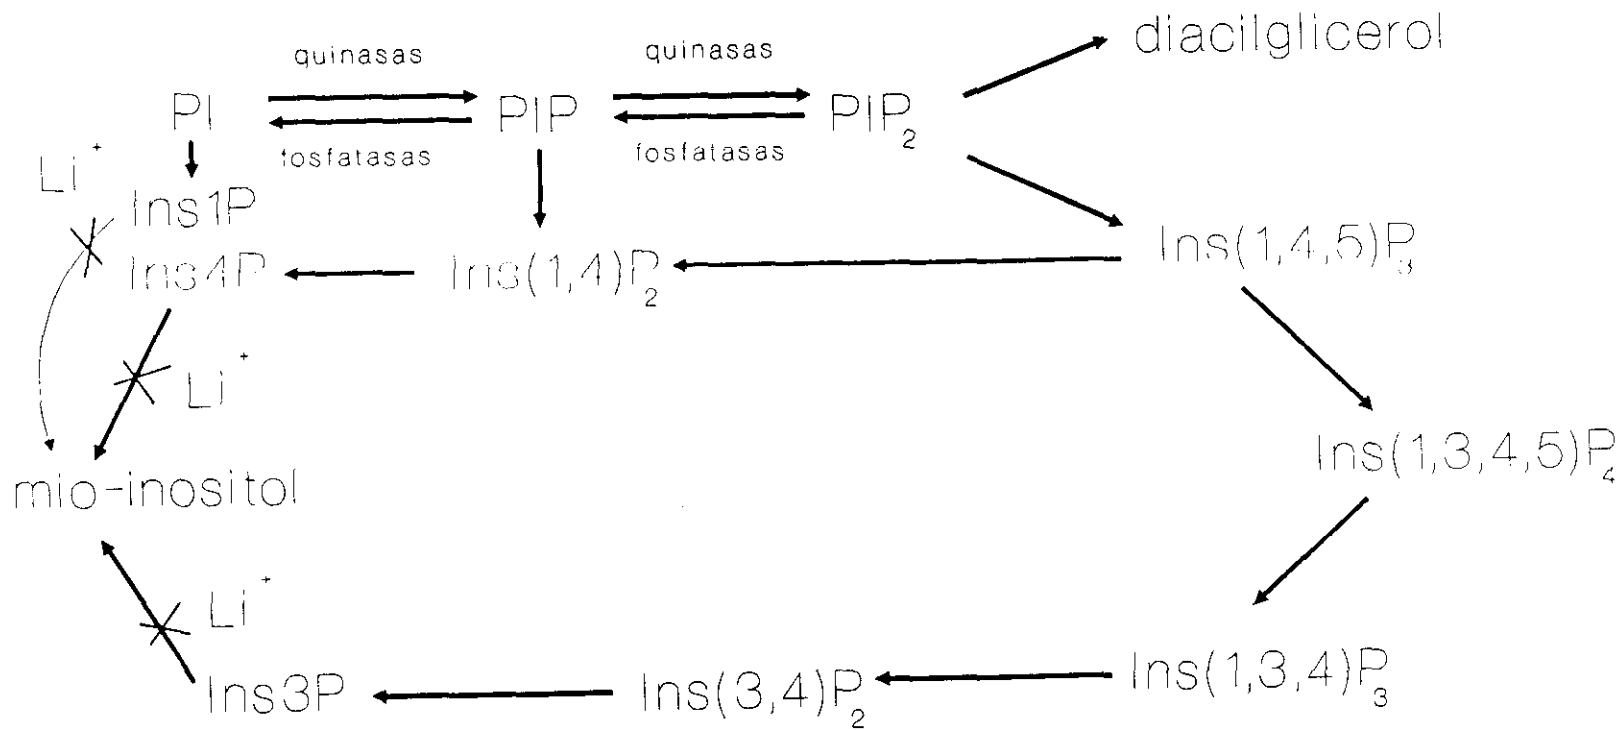 diacilglicerol
quinasas
quinasas
PI
PIP
PIP2
fosfatasas
fosfatasas
Li+
Ins1P
Ins(1,4,5)P3
Ins4P
Ins(1,4)P2
Li+
Ins(1,3,4,5)P4
mio-inositol
Li+
Ins(1,3,4)P3
Ins3P
Ins(3,4)P2